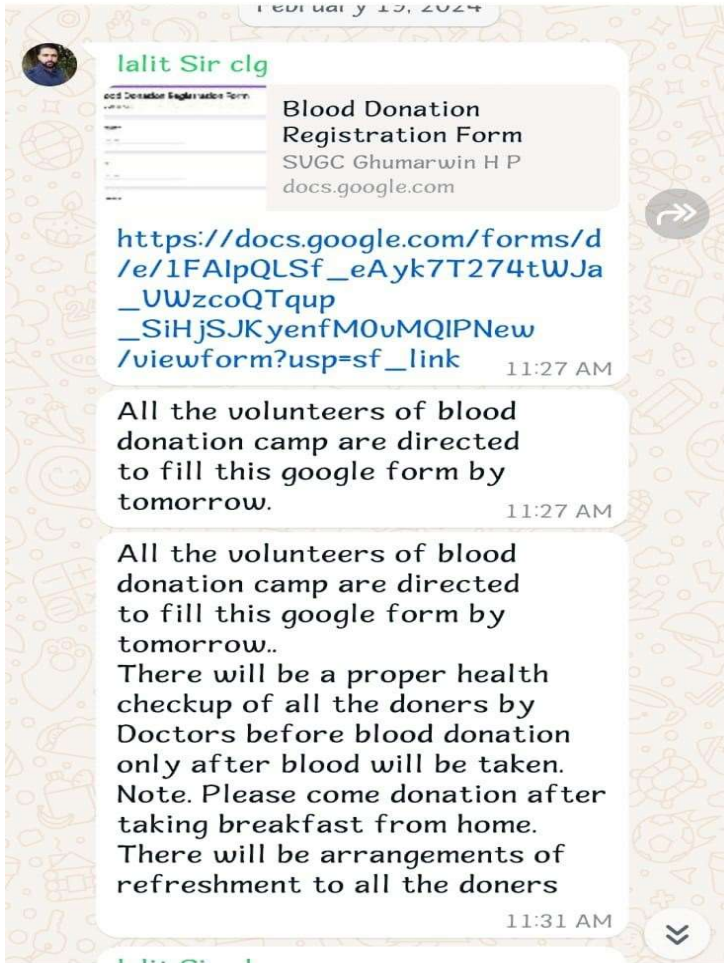 February 19, 2024
lalit Sir clg
Blood Donation
Registration Form
SVGC Ghumarwin H P
docs.google.com
https://docs.google.com/forms/d
/e/1FAIpQLSf_eAyk7T274tWJa
_UWzcoQTqup
_SiHjSJKyenfM0vMQIPNew
/viewform?usp=sf_link
11:27 AM
All the volunteers of blood
donation camp are directed
to fill this google form by
tomorrow.
11:27 AM
All the volunteers of blood
donation camp are directed
to fill this google form by
tomorrow..
There will be a proper health
checkup of all the doners by
Doctors before blood donation
only after blood will be taken.
Note. Please come donation after
taking breakfast from home.
There will be arrangements of
refreshment to all the doners
11:31 AM